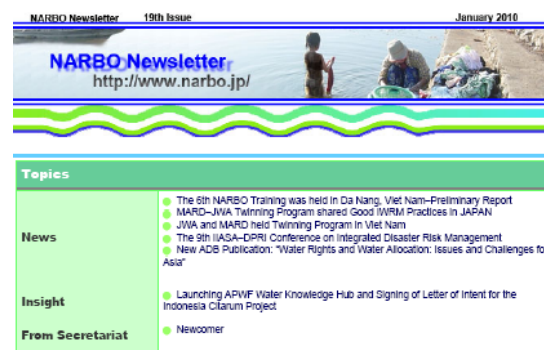 NARBO Newsletter 19th Issue January 2010
NARBO Newsletter
http://www.narbo.jp/
Topics
News
The 6th NARBO Training was held in Da Nang, Viet Nam–Preliminary Report
MARD–JWA Twinning Program shared Good IWRM Practices in JAPAN
JWA and MARD held Twinning Program in Viet Nam
The 9th IIASA–DPRI Conference on Integrated Disaster Risk Management
New ADB Publication: "Water Rights and Water Allocation: Issues and Challenges fo
Asia"
Insight
Launching APWF Water Knowledge Hub and Signing of Letter of Intent for the
Indonesia Citarum Project
From Secretariat
Newcomer